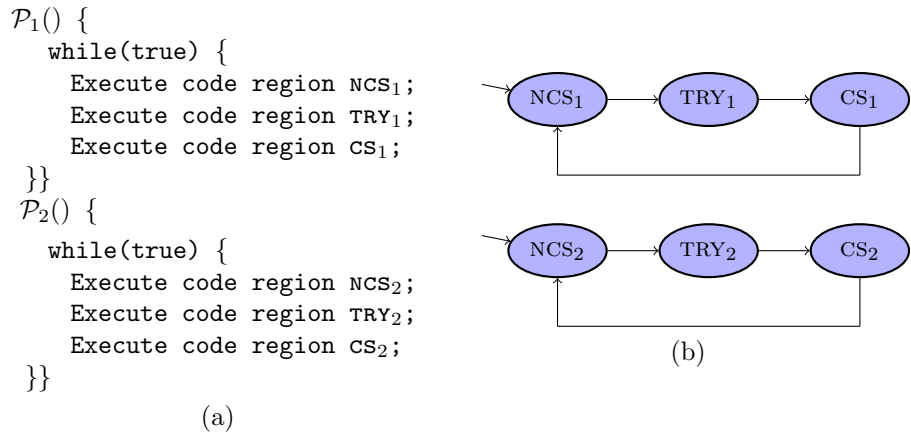 𝒫₁() {
while(true) {
Execute code region NCS₁;
Execute code region TRY₁;
Execute code region CS₁;
}}
𝒫₂() {
while(true) {
Execute code region NCS₂;
Execute code region TRY₂;
Execute code region CS₂;
}}
(a)
NCS₁ TRY₁ CS₁
NCS₂ TRY₂ CS₂
(b)